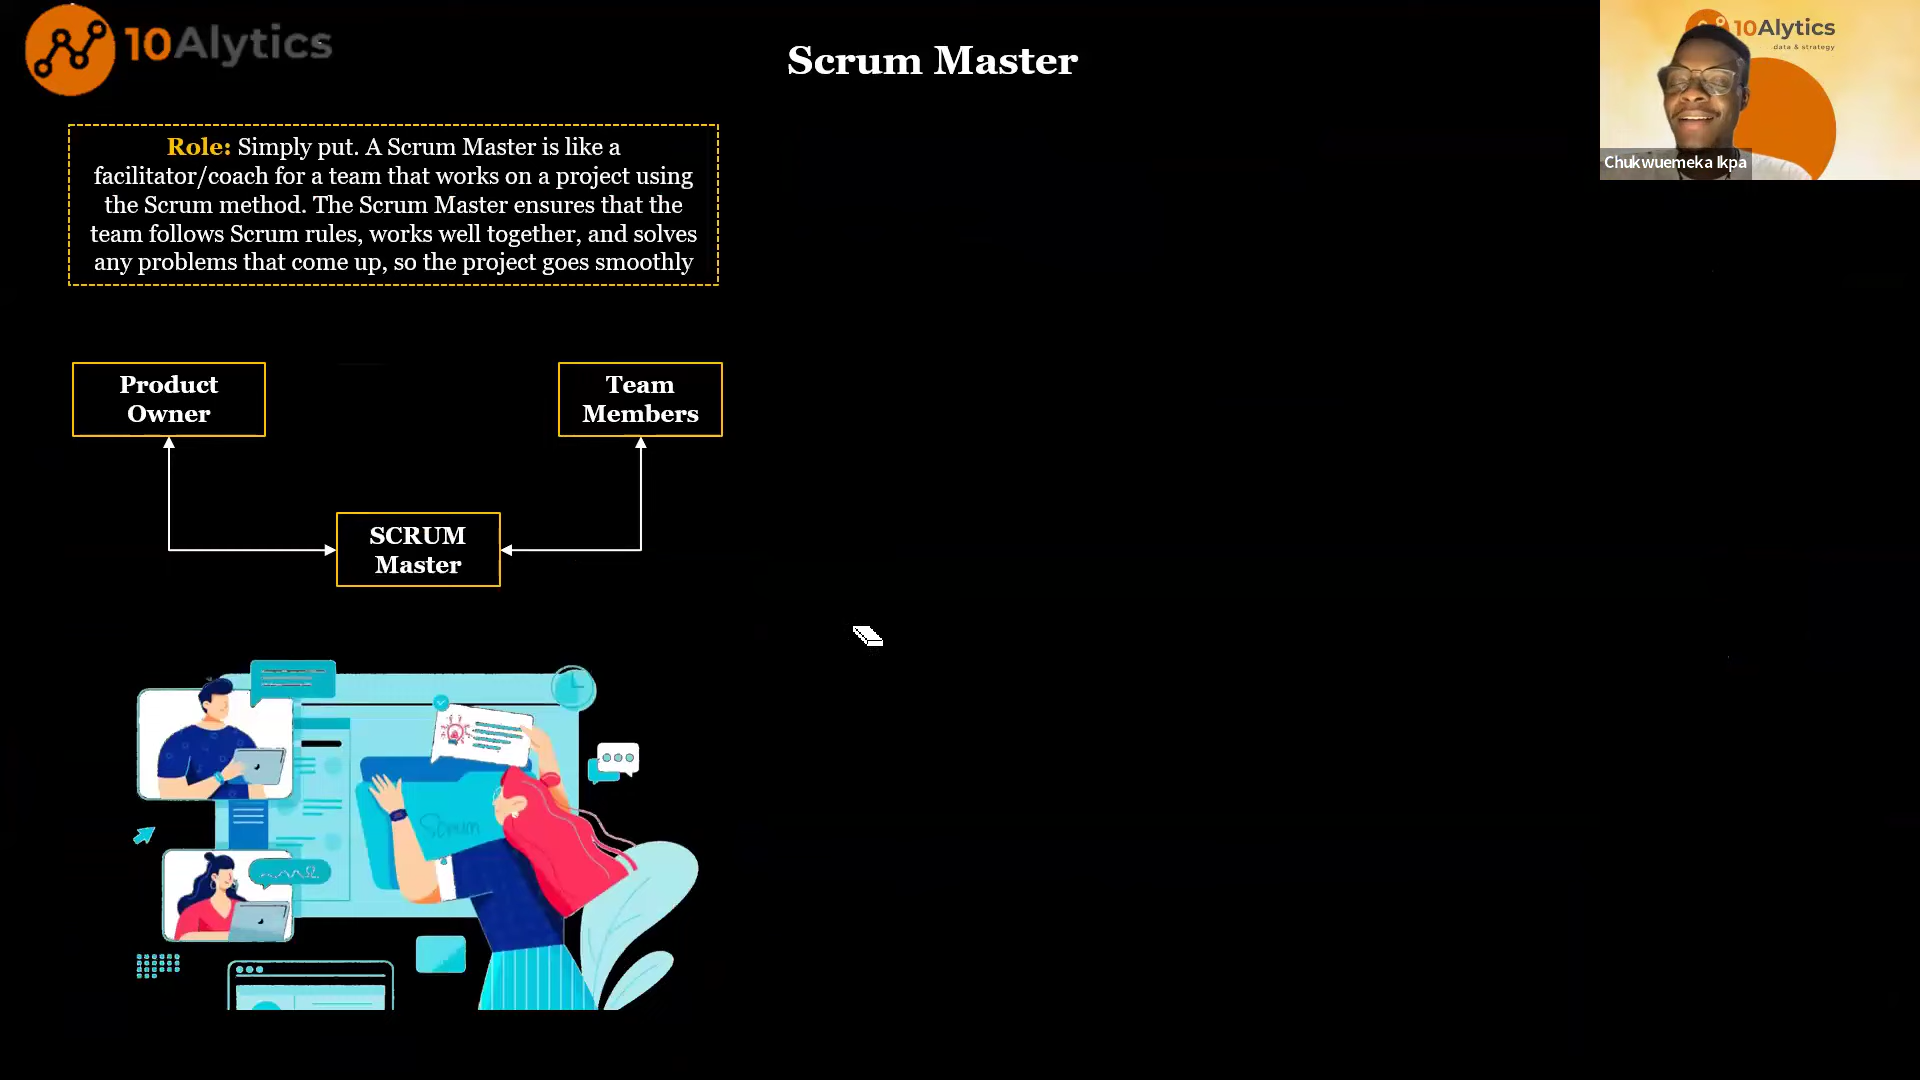 10Alytics
Scrum Master
10Alytics
data & strategy
Chukwuemeka Ikpa
Role: Simply put. A Scrum Master is like a
facilitator/coach for a team that works on a project using
the Scrum method. The Scrum Master ensures that the
team follows Scrum rules, works well together, and solves
any problems that come up, so the project goes smoothly
Product
Owner
Team
Members
SCRUM
Master
Scrum